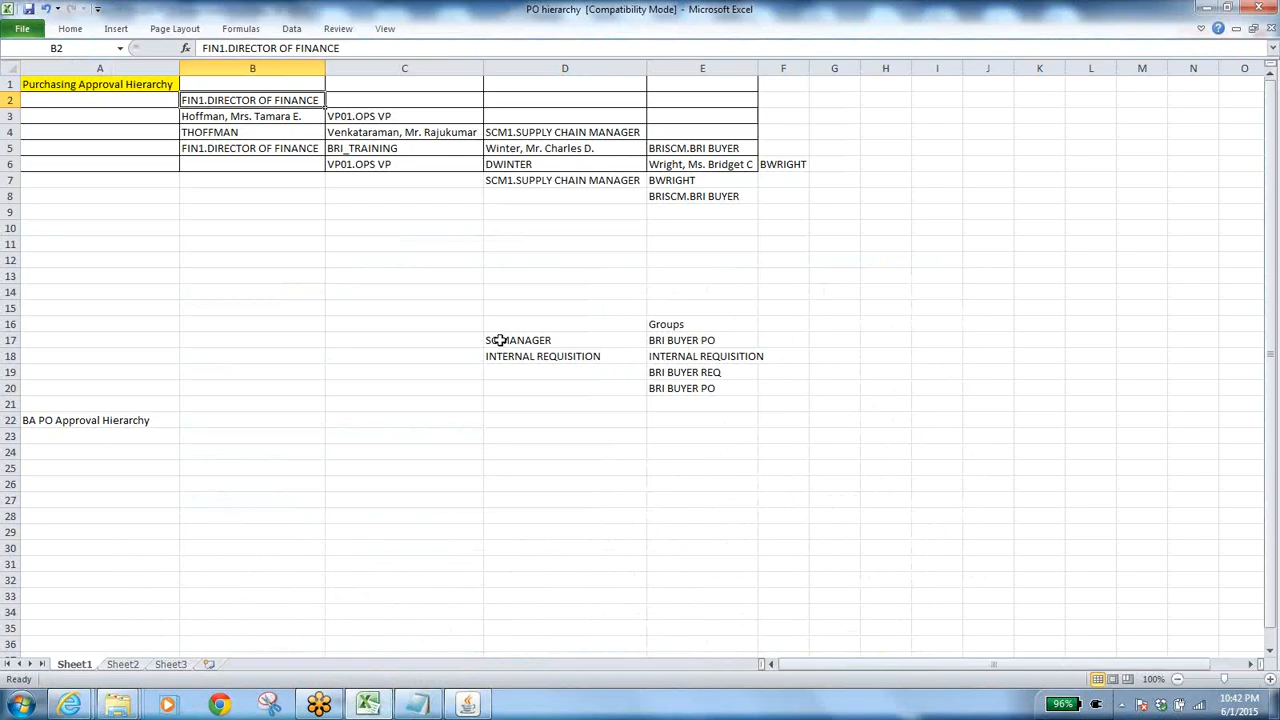 PO hierarchy [Compatibility Mode] - Microsoft Excel
File Home Insert Page Layout Formulas Data Review View
B2 fx FIN1.DIRECTOR OF FINANCE
A B C D E F G H I J K L M N O
1 Purchasing Approval Hierarchy
2 FIN1.DIRECTOR OF FINANCE
3 Hoffman, Mrs. Tamara E. VP01.OPS VP
4 THOFFMAN Venkataraman, Mr. Rajukumar SCM1.SUPPLY CHAIN MANAGER
5 FIN1.DIRECTOR OF FINANCE BRI_TRAINING Winter, Mr. Charles D. BRISCM.BRI BUYER
6 VP01.OPS VP DWINTER Wright, Ms. Bridget C BWRIGHT
7 SCM1.SUPPLY CHAIN MANAGER BWRIGHT
8 BRISCM.BRI BUYER
9
10
11
12
13
14
15
16 Groups
17 SCMANAGER BRI BUYER PO
18 INTERNAL REQUISITION INTERNAL REQUISITION
19 BRI BUYER REQ
20 BRI BUYER PO
21
22 BA PO Approval Hierarchy
23
24
25
26
27
28
29
30
31
32
33
34
35
36
Sheet1 Sheet2 Sheet3
Ready 100%
96% 10:42 PM
6/1/2015